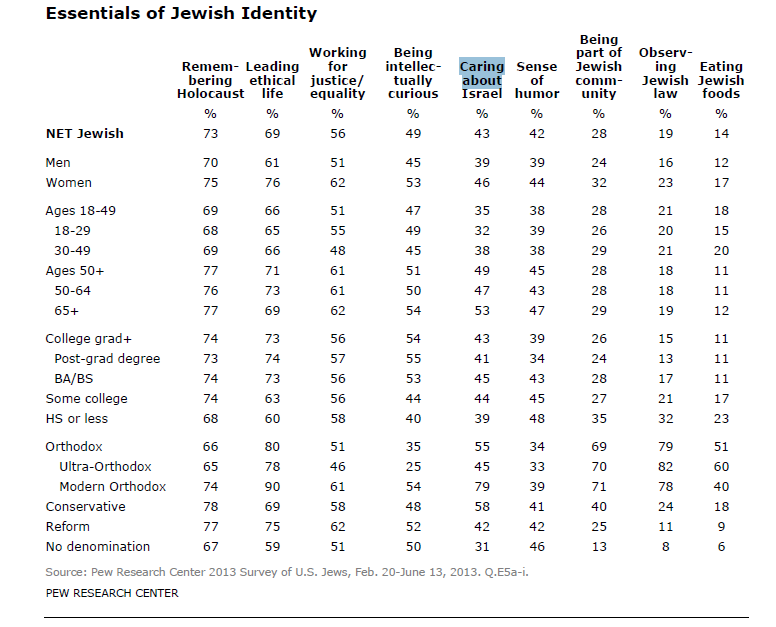 Essentials of Jewish Identity
Being
Working Being part of Observ-
Remem- Leading for intellec- Caring Sense Jewish ing Eating
bering ethical justice/ tually about of comm- Jewish Jewish
Holocaust life equality curious Israel humor unity law foods
% % % % % % % % %
NET Jewish 73 69 56 49 43 42 28 19 14
Men 70 61 51 45 39 39 24 16 12
Women 75 76 62 53 46 44 32 23 17
Ages 18-49 69 66 51 47 35 38 28 21 18
18-29 68 65 55 49 32 39 26 20 15
30-49 69 66 48 45 38 38 29 21 20
Ages 50+ 77 71 61 51 49 45 28 18 11
50-64 76 73 61 50 47 43 28 18 11
65+ 77 69 62 54 53 47 29 19 12
College grad+ 74 73 56 54 43 39 26 15 11
Post-grad degree 73 74 57 55 41 34 24 13 11
BA/BS 74 73 56 53 45 43 28 17 11
Some college 74 63 56 44 44 45 27 21 17
HS or less 68 60 58 40 39 48 35 32 23
Orthodox 66 80 51 35 55 34 69 79 51
Ultra-Orthodox 65 78 46 25 45 33 70 82 60
Modern Orthodox 74 90 61 54 79 39 71 78 40
Conservative 78 69 58 48 58 41 40 24 18
Reform 77 75 62 52 42 42 25 11 9
No denomination 67 59 51 50 31 46 13 8 6
Source: Pew Research Center 2013 Survey of U.S. Jews, Feb. 20-June 13, 2013. Q.E5a-i.
PEW RESEARCH CENTER